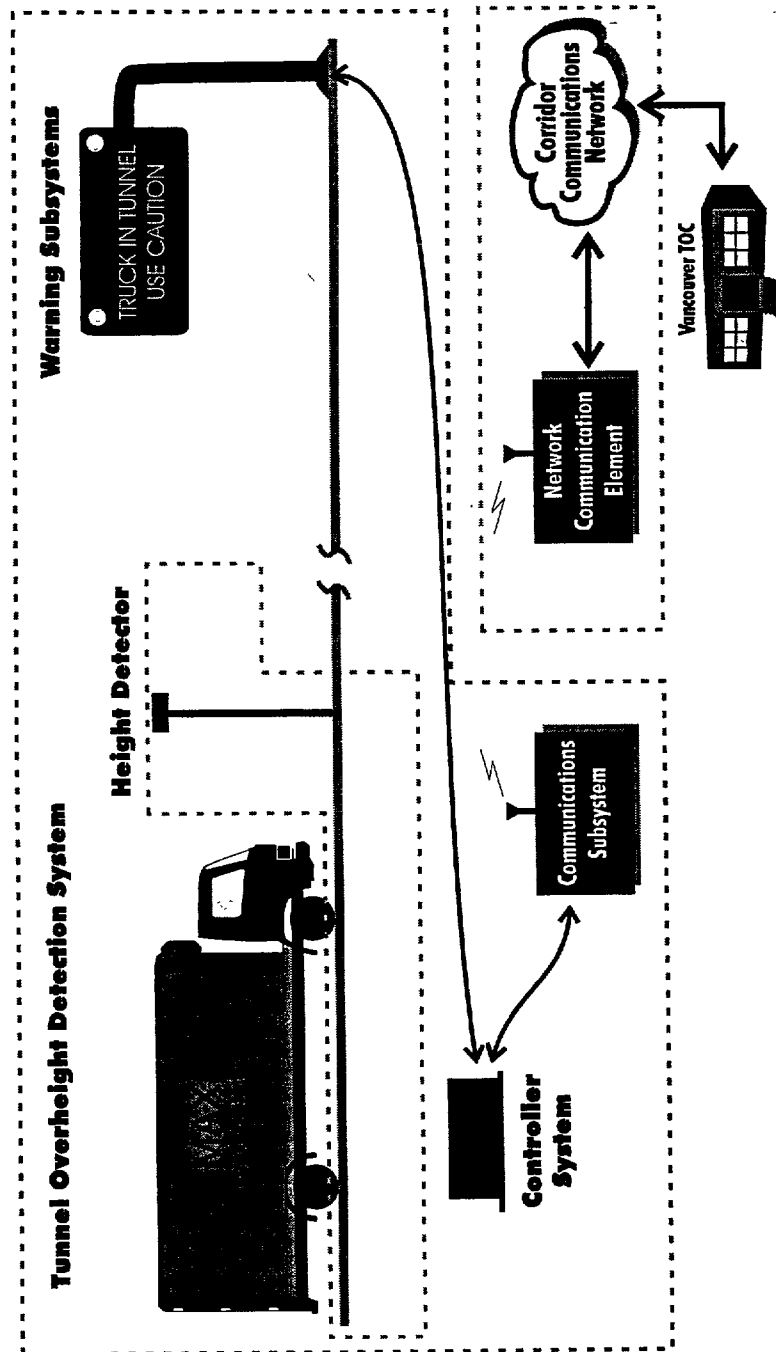 Tunnel Overheight Detection System
Height Detector
Warning Subsystems
TRUCK IN TUNNEL
USE CAUTION
Controller
System
Communications
Subsystem
Network
Communication
Element
Corridor
Communications
Network
Vancouver TOC